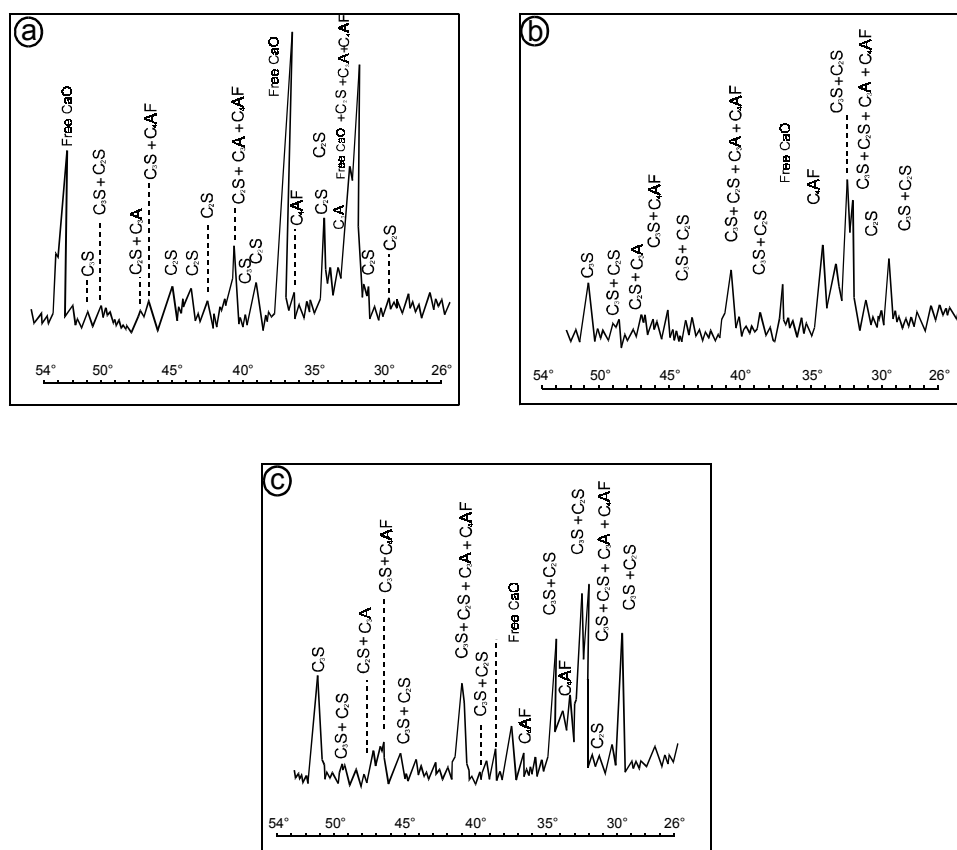 a
Free CaO
C₃S
C₃S + C₂S
C₂S + C₃A
C₃S + C₄AF
C₂S
C₂S
C₂S
C₂S + C₃A + C₄AF
C₃S
C₂S
Free CaO
C₄AF
C₂S
C₂S
C₃A
Free CaO + C₂S + C₃A + C₄AF
C₂S
C₂S
54° 50° 45° 40° 35° 30° 26°
b
C₃S
C₃S + C₂S
C₂S + C₃A
C₃S + C₄AF
C₃S + C₂S
C₃S + C₂S + C₃A + C₄AF
C₃S + C₂S
Free CaO
C₄AF
C₃S + C₂S
C₃S + C₂S + C₃A + C₄AF
C₂S
C₃S + C₂S
54° 50° 45° 40° 35° 30° 26°
c
C₃S
C₃S + C₂S
C₂S + C₃A
C₃S + C₄AF
C₃S + C₂S
C₃S + C₂S + C₃A + C₄AF
C₃S + C₂S
Free CaO
C₄AF
C₃S + C₂S
C₄AF
C₃S + C₂S
C₃S + C₂S + C₃A + C₄AF
C₂S
C₃S + C₂S
54° 50° 45° 40° 35° 30° 26°